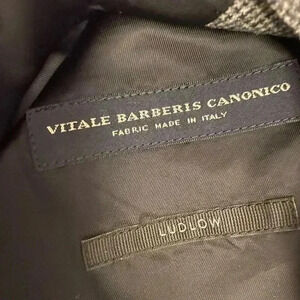 VITALE BARBERIS CANONICO
FABRIC MADE IN ITALY
LUDLOW